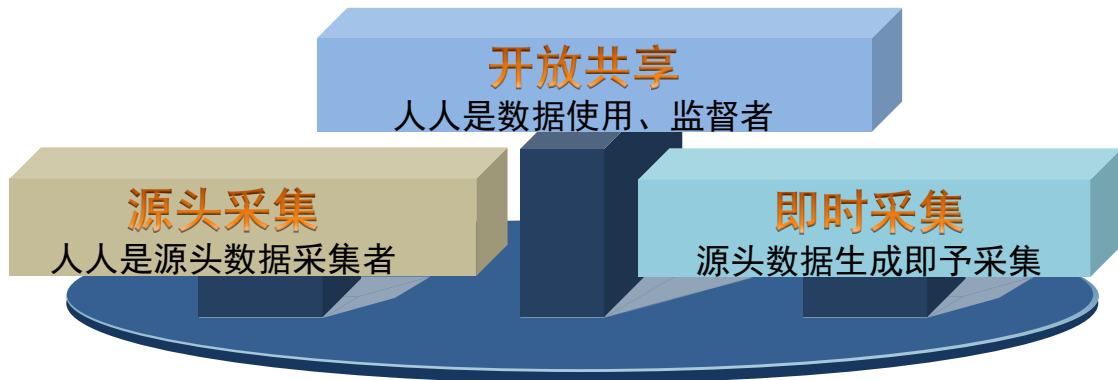 开放共享
人人是数据使用、监督者
源头采集
人人是源头数据采集者
即时采集
源头数据生成即予采集